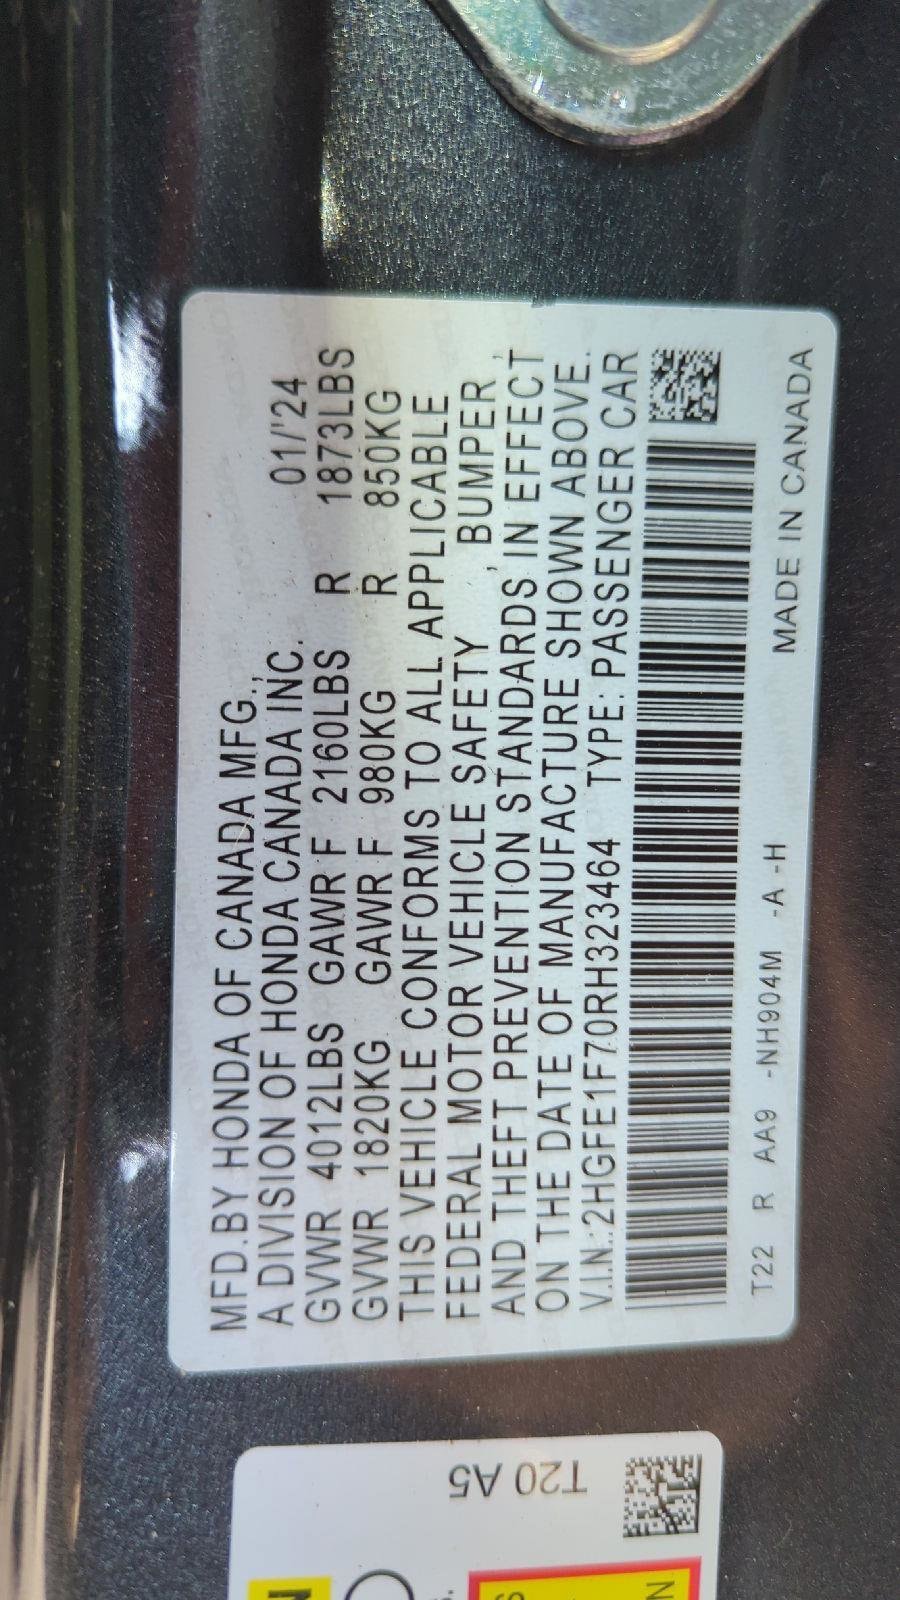 MFD.BY HONDA OF CANADA MFG.,
A DIVISION OF HONDA CANADA INC. 01/'24
GVWR 4012LBS GAWR F 2160LBS R 1873LBS
GVWR 1820KG GAWR F 980KG R 850KG
THIS VEHICLE CONFORMS TO ALL APPLICABLE
FEDERAL MOTOR VEHICLE SAFETY , BUMPER ,
AND THEFT PREVENTION STANDARDS IN EFFECT
ON THE DATE OF MANUFACTURE SHOWN ABOVE.
V.I.N.:2HGFE1F70RH323464 TYPE: PASSENGER CAR
T22 R AA9 -NH904M -A -H MADE IN CANADA
T20 A5